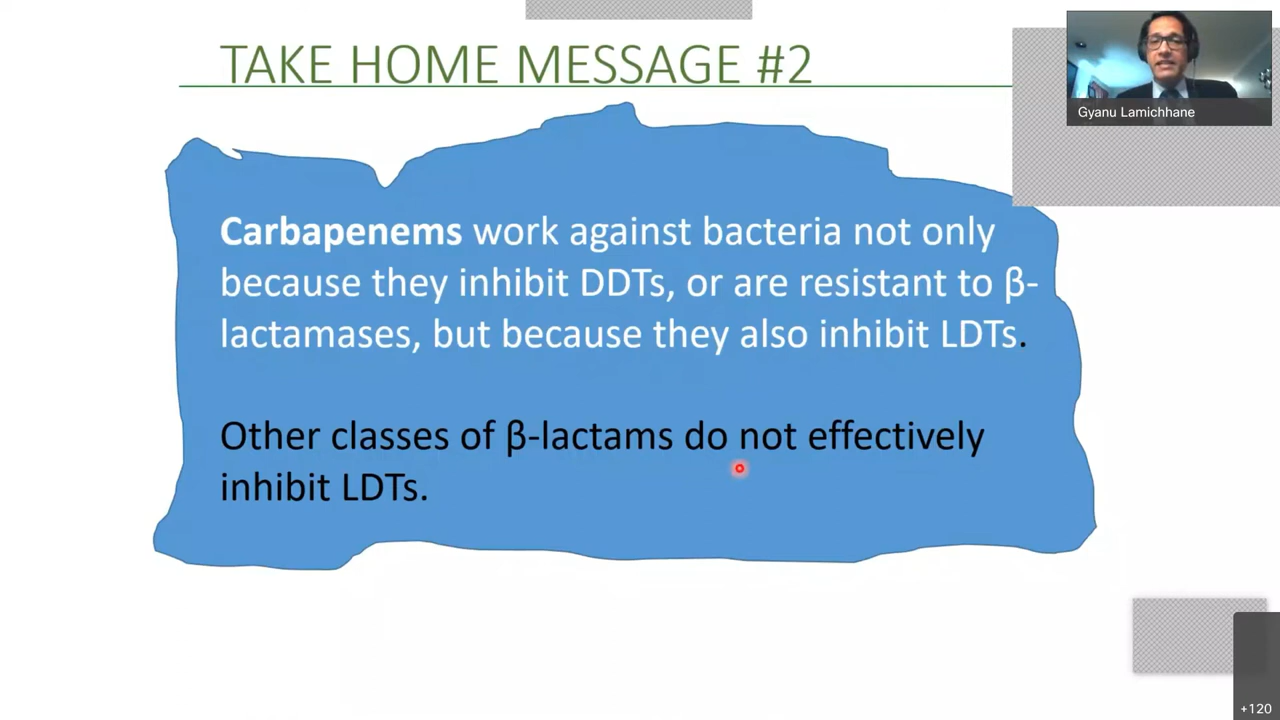 TAKE HOME MESSAGE #2
Gyanu Lamichhane
Carbapenems work against bacteria not only
because they inhibit DDTs, or are resistant to β-
lactamases, but because they also inhibit LDTs.
Other classes of β-lactams do not effectively
inhibit LDTs.
+120